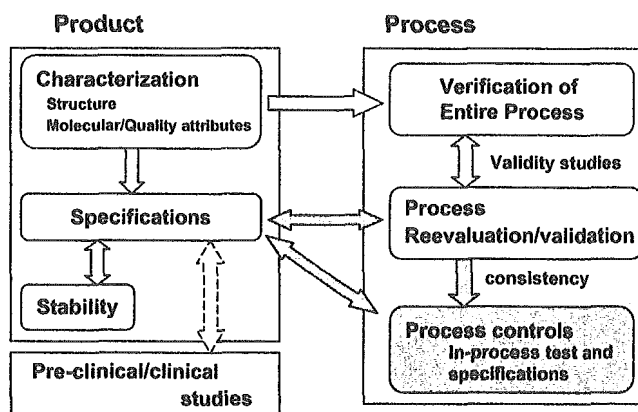 Product
Characterization
Structure
Molecular/Quality attributes
Specifications
Stability
Pre-clinical/clinical
studies
Process
Verification of
Entire Process
Validity studies
Process
Reevaluation/validation
consistency
Process controls
In-process test and
specifications